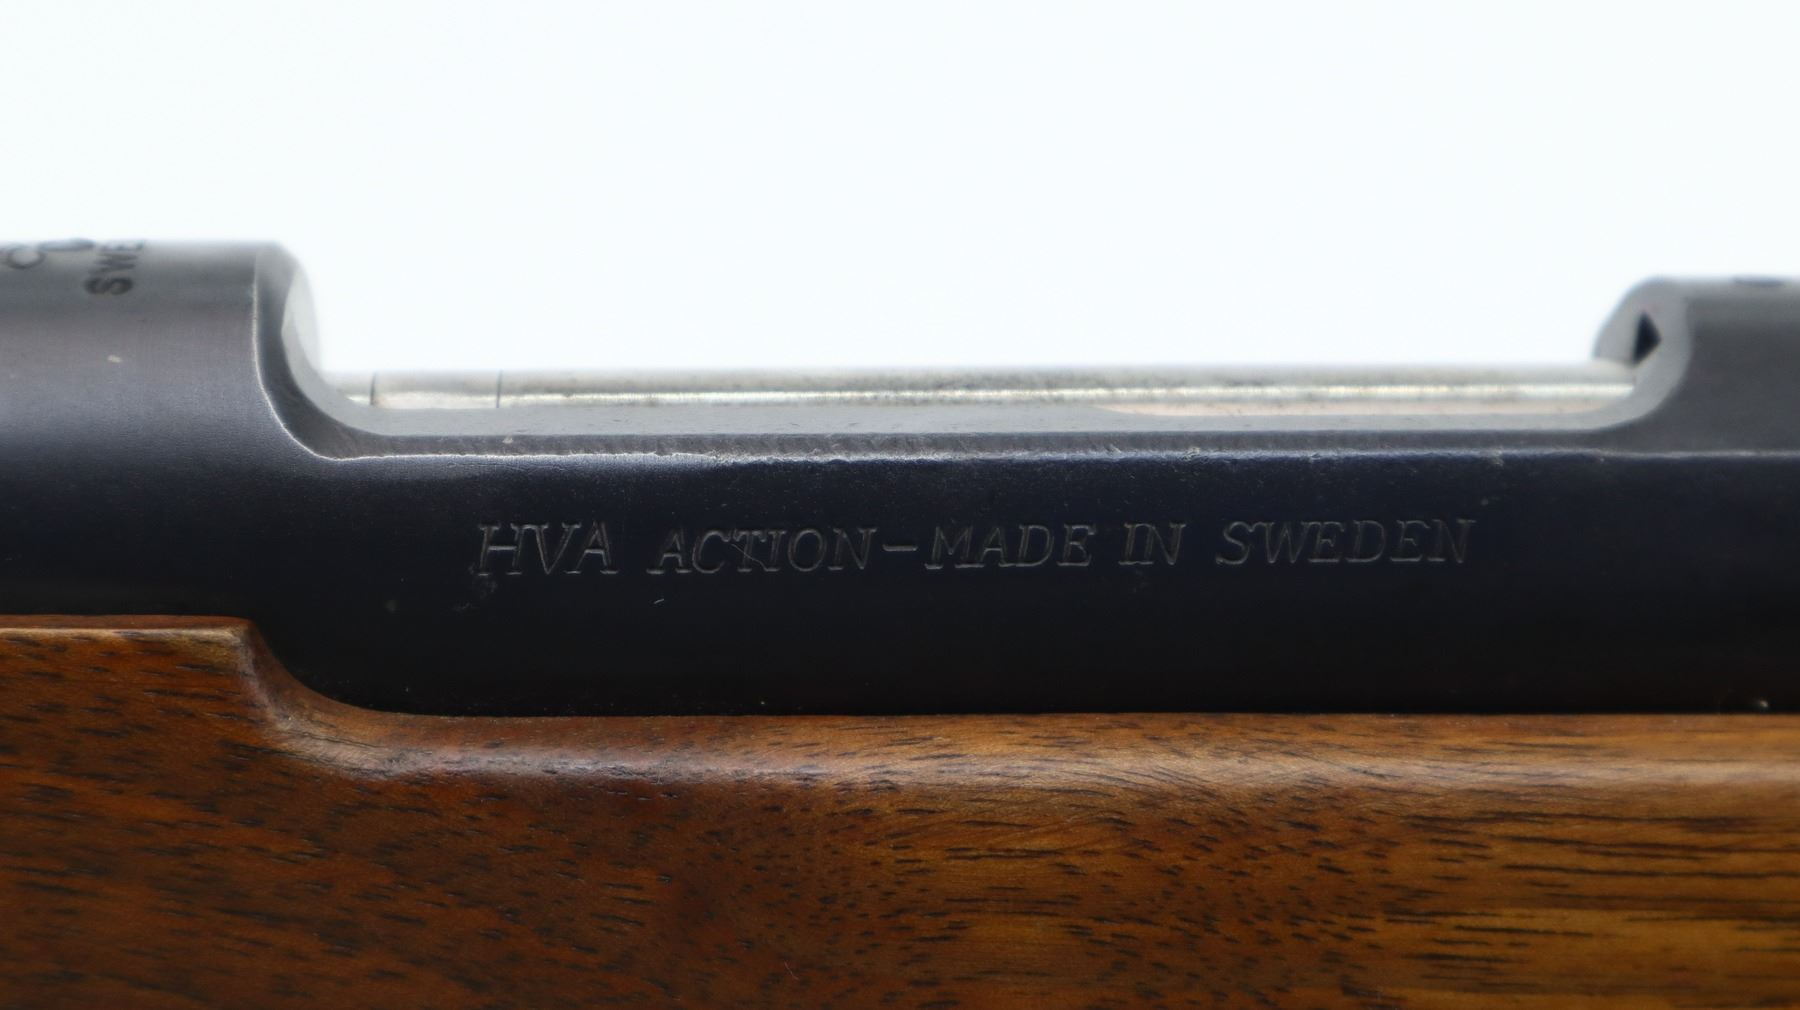 HVA ACTION-MADE IN SWEDEN